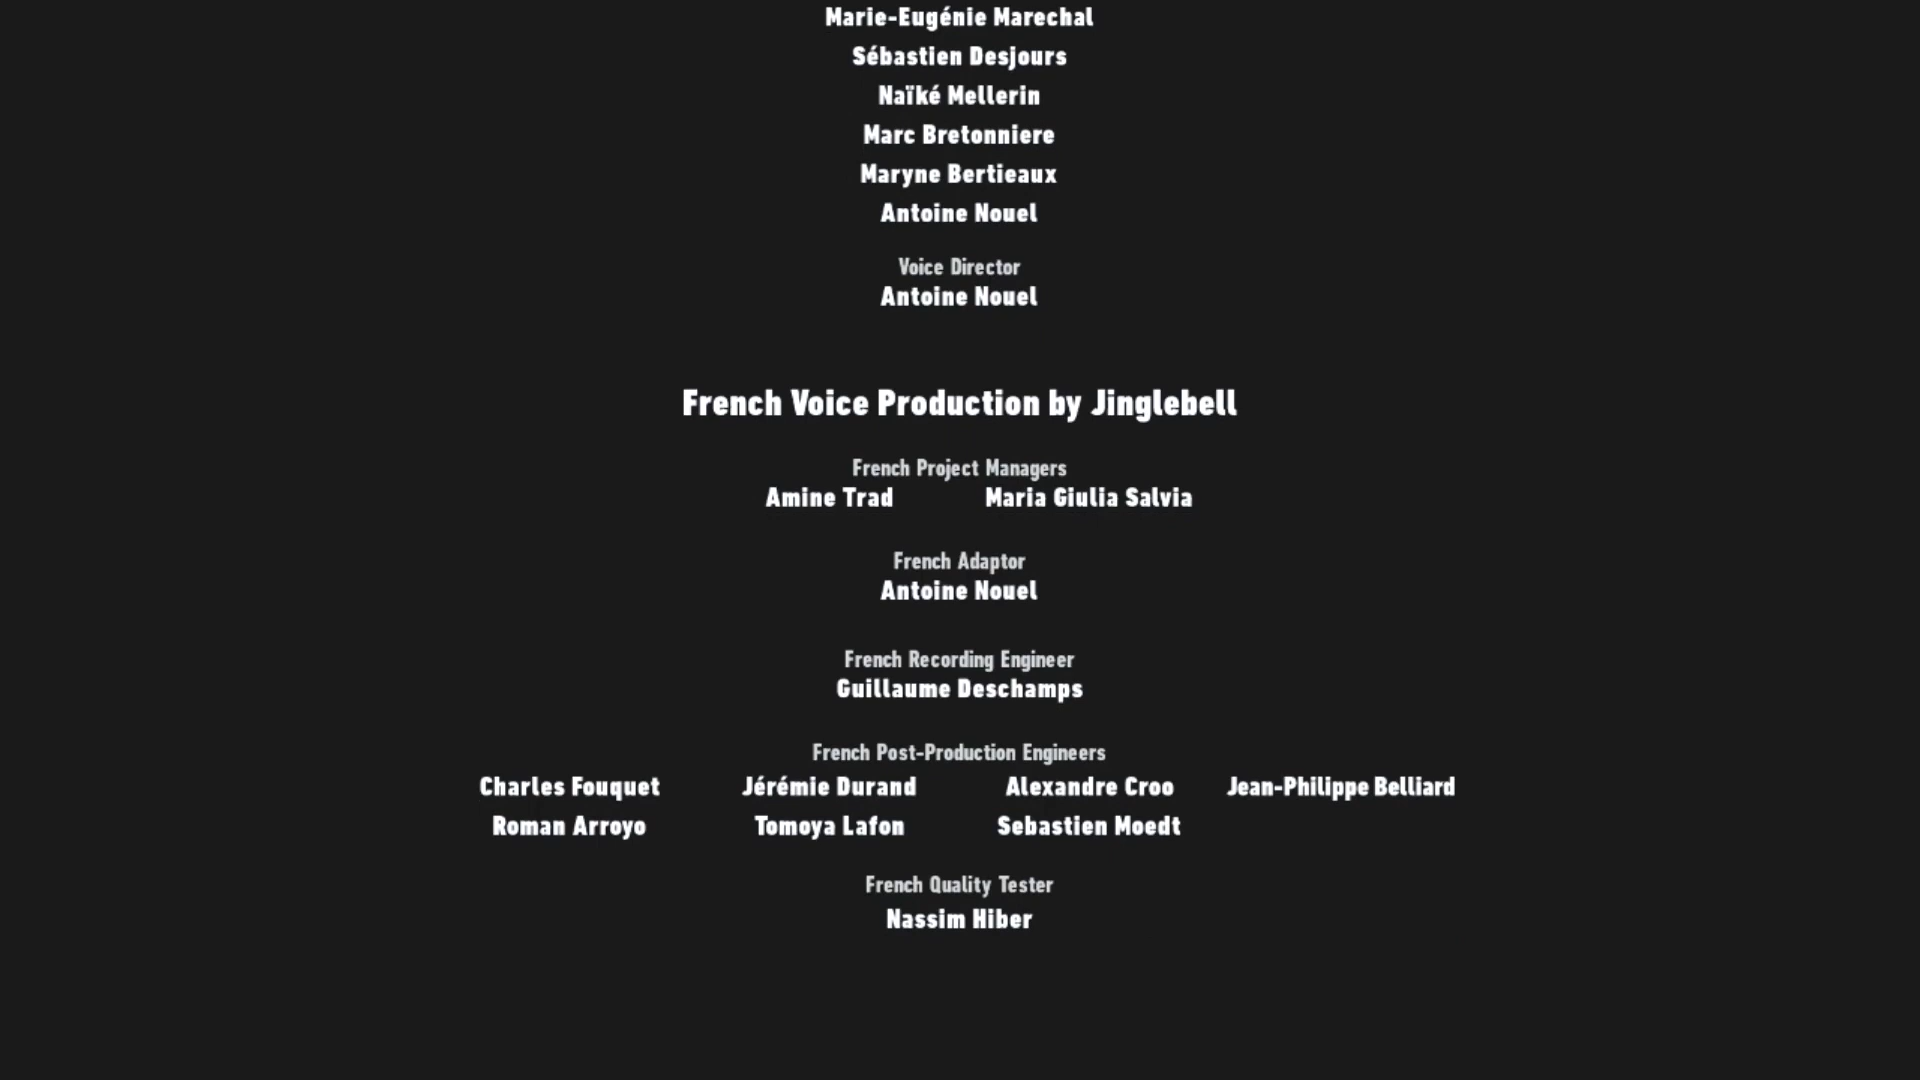 Marie-Eugénie Marechal
Sébastien Desjours
Naïké Mellerin
Marc Bretonniere
Maryne Bertieaux
Antoine Nouel
Voice Director
Antoine Nouel
French Voice Production by Jinglebell
French Project Managers
Amine Trad Maria Giulia Salvia
French Adaptor
Antoine Nouel
French Recording Engineer
Guillaume Deschamps
French Post-Production Engineers
Charles Fouquet Jérémie Durand Alexandre Croo Jean-Philippe Belliard
Roman Arroyo Tomoya Lafon Sebastien Moedt
French Quality Tester
Nassim Hiber